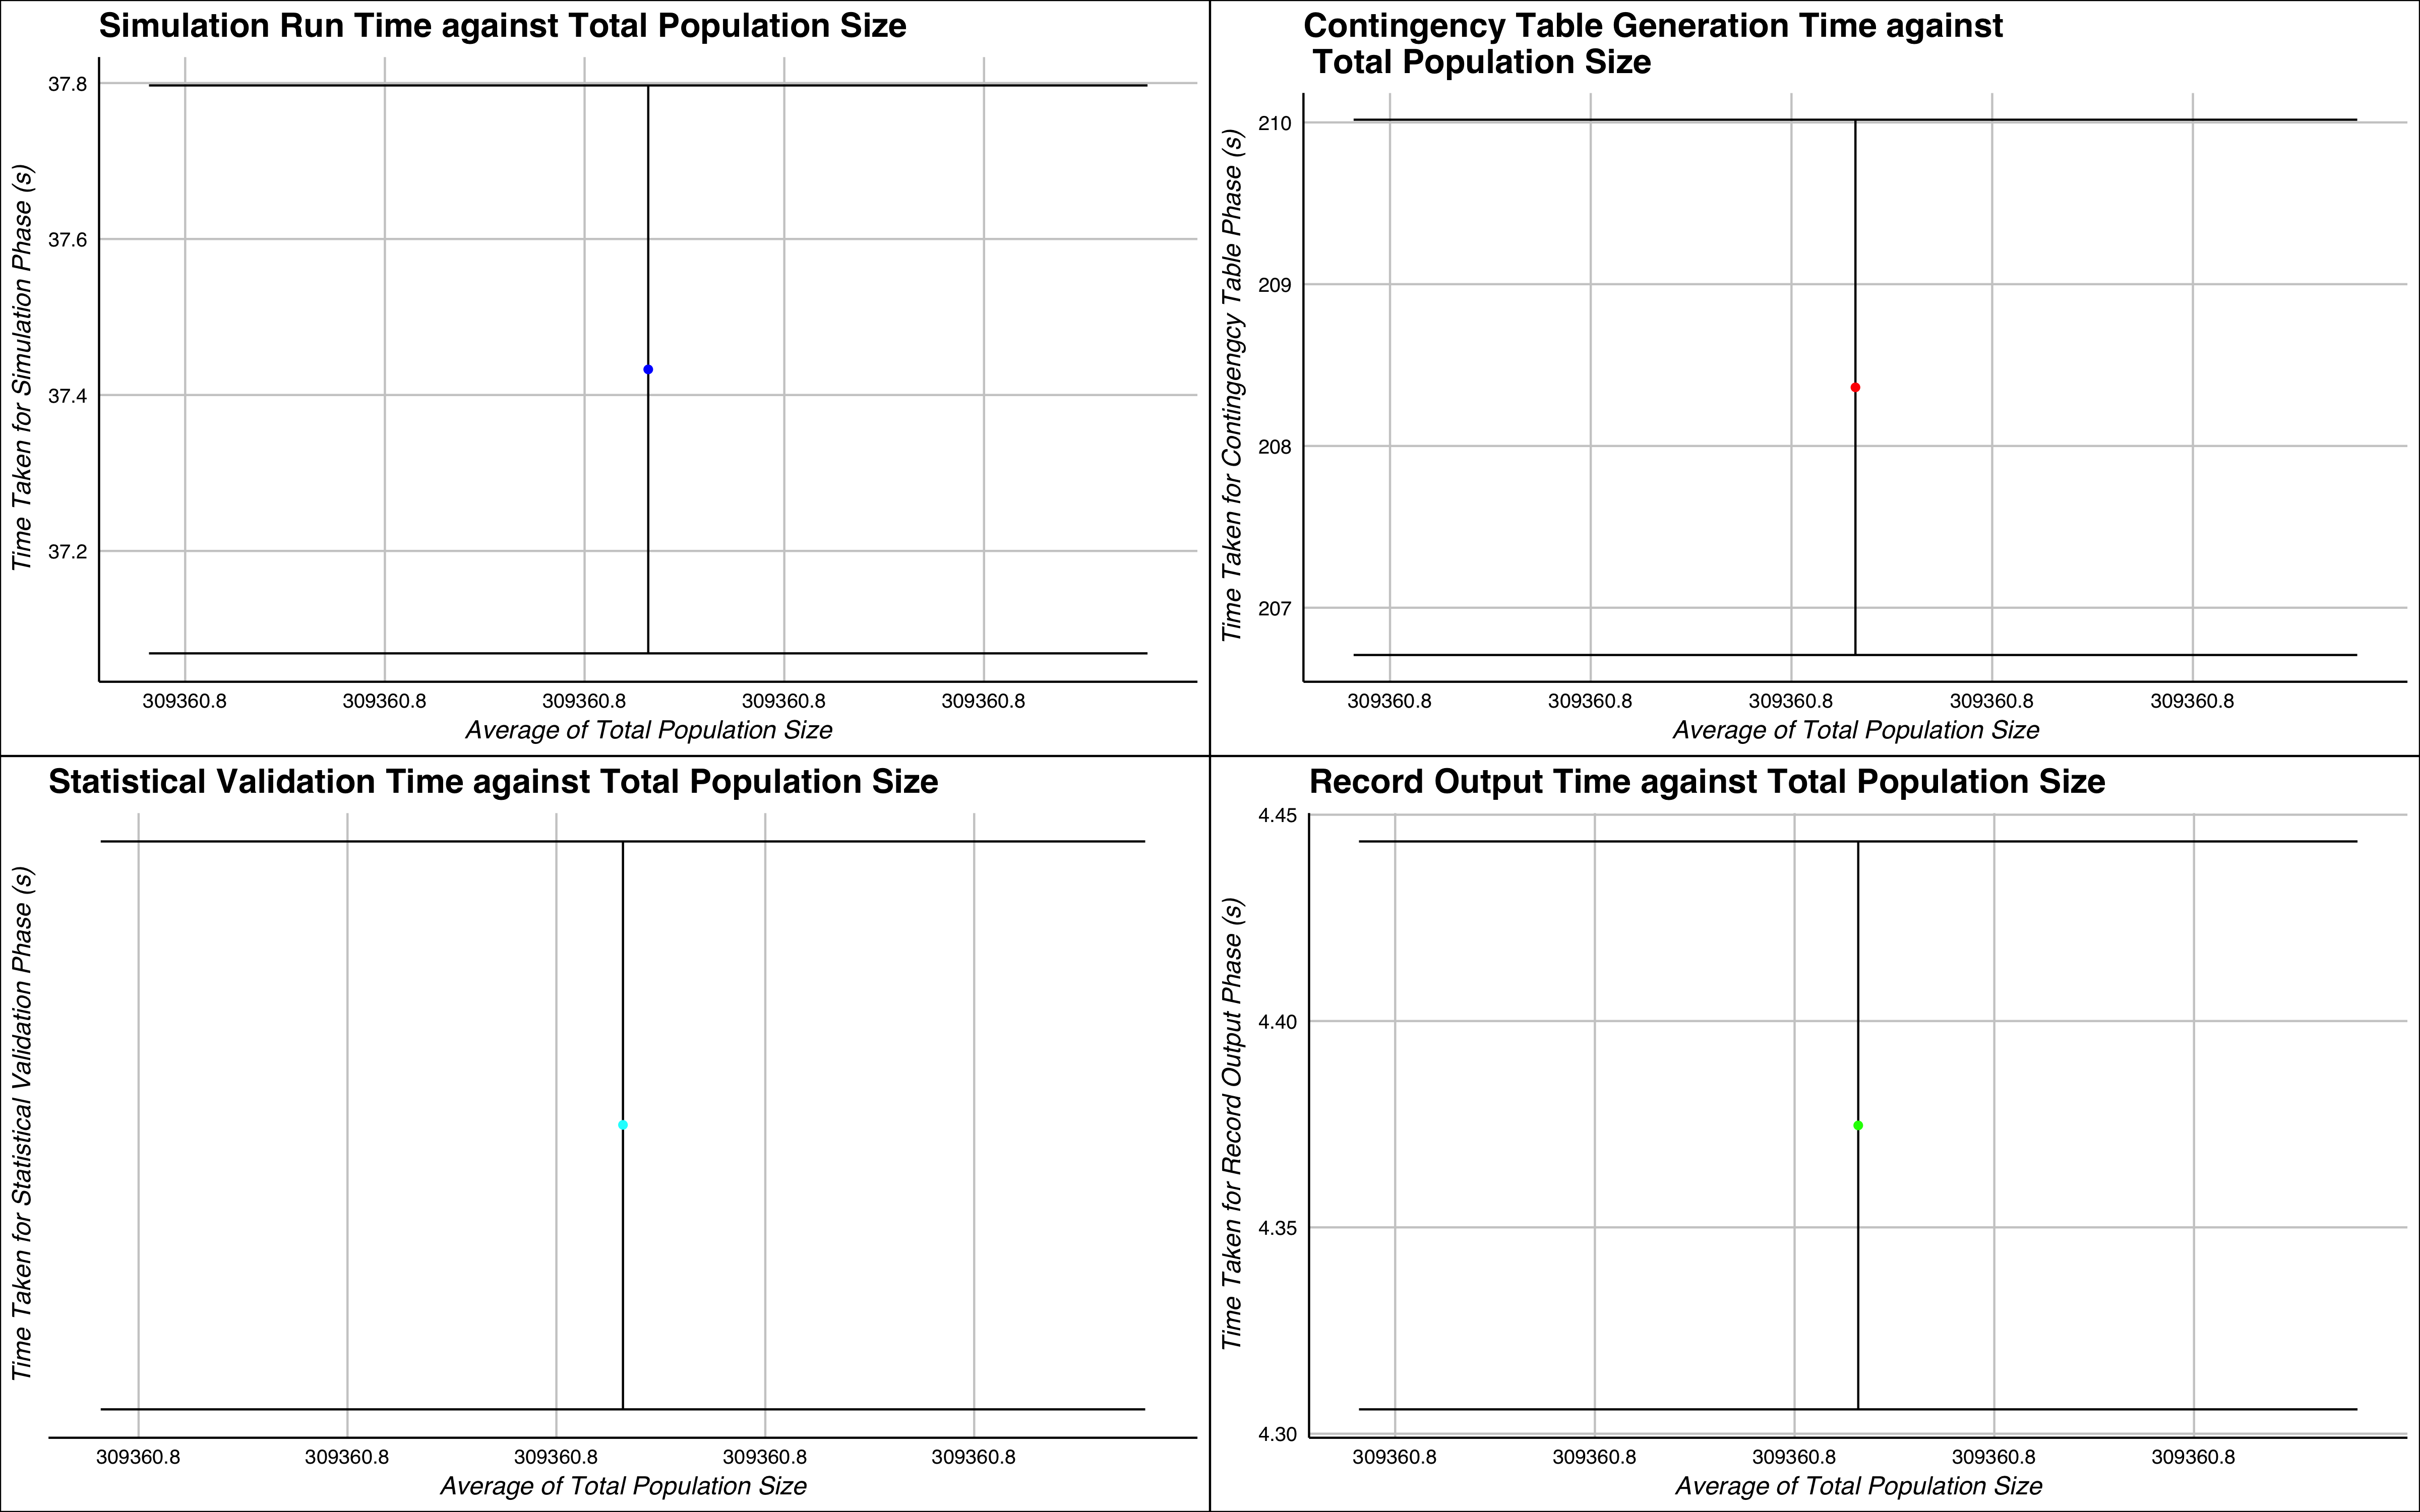 Simulation Run Time against Total Population Size
Time Taken for Simulation Phase (s)
37.8
37.6
37.4
37.2
309360.8 309360.8 309360.8 309360.8 309360.8
Average of Total Population Size
Contingency Table Generation Time against
Total Population Size
Time Taken for Contingengcy Table Phase (s)
210
209
208
207
309360.8 309360.8 309360.8 309360.8 309360.8
Average of Total Population Size
Statistical Validation Time against Total Population Size
Time Taken for Statistical Validation Phase (s)
309360.8 309360.8 309360.8 309360.8 309360.8
Average of Total Population Size
Record Output Time against Total Population Size
Time Taken for Record Output Phase (s)
4.45
4.40
4.35
4.30
309360.8 309360.8 309360.8 309360.8 309360.8
Average of Total Population Size